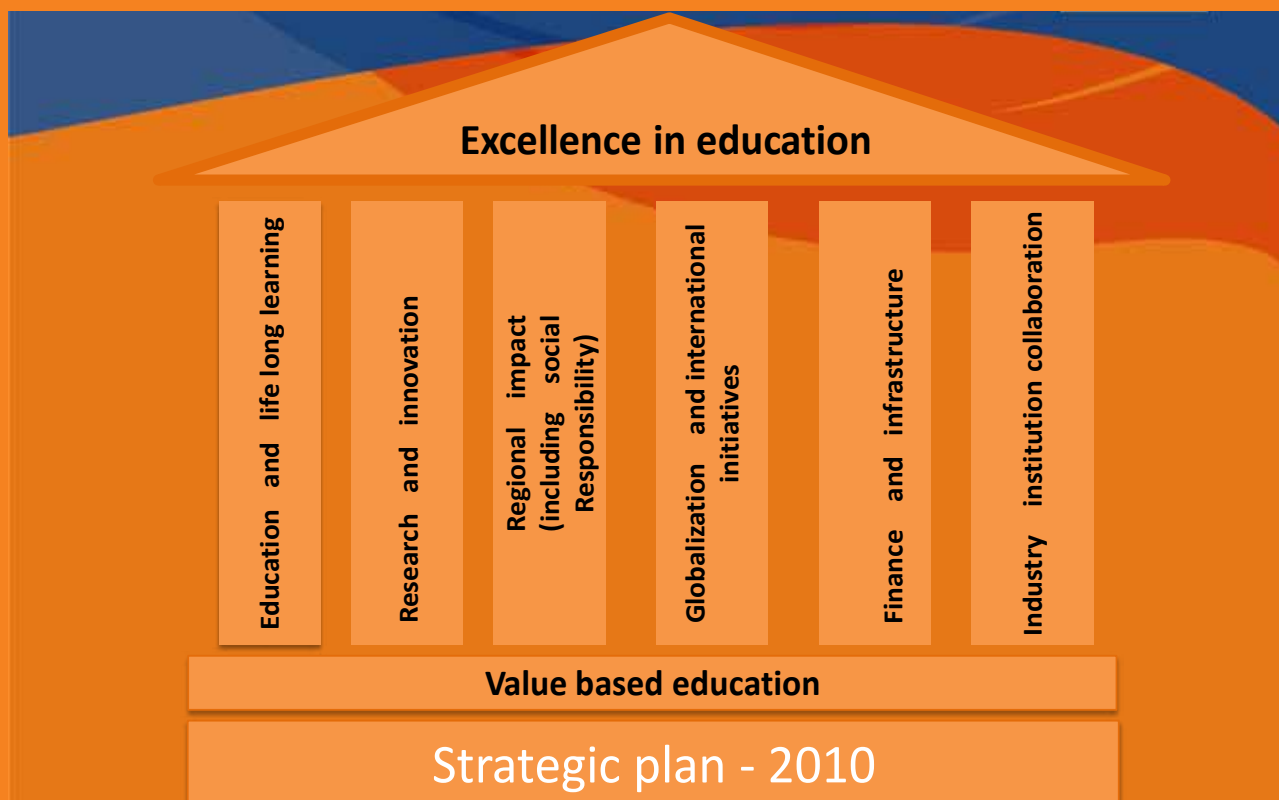 Excellence in education
Education and life long learning
Research and innovation
Regional impact
(including social
Responsibility)
Globalization and international
initiatives
Finance and infrastructure
Industry institution collaboration
Value based education
Strategic plan - 2010